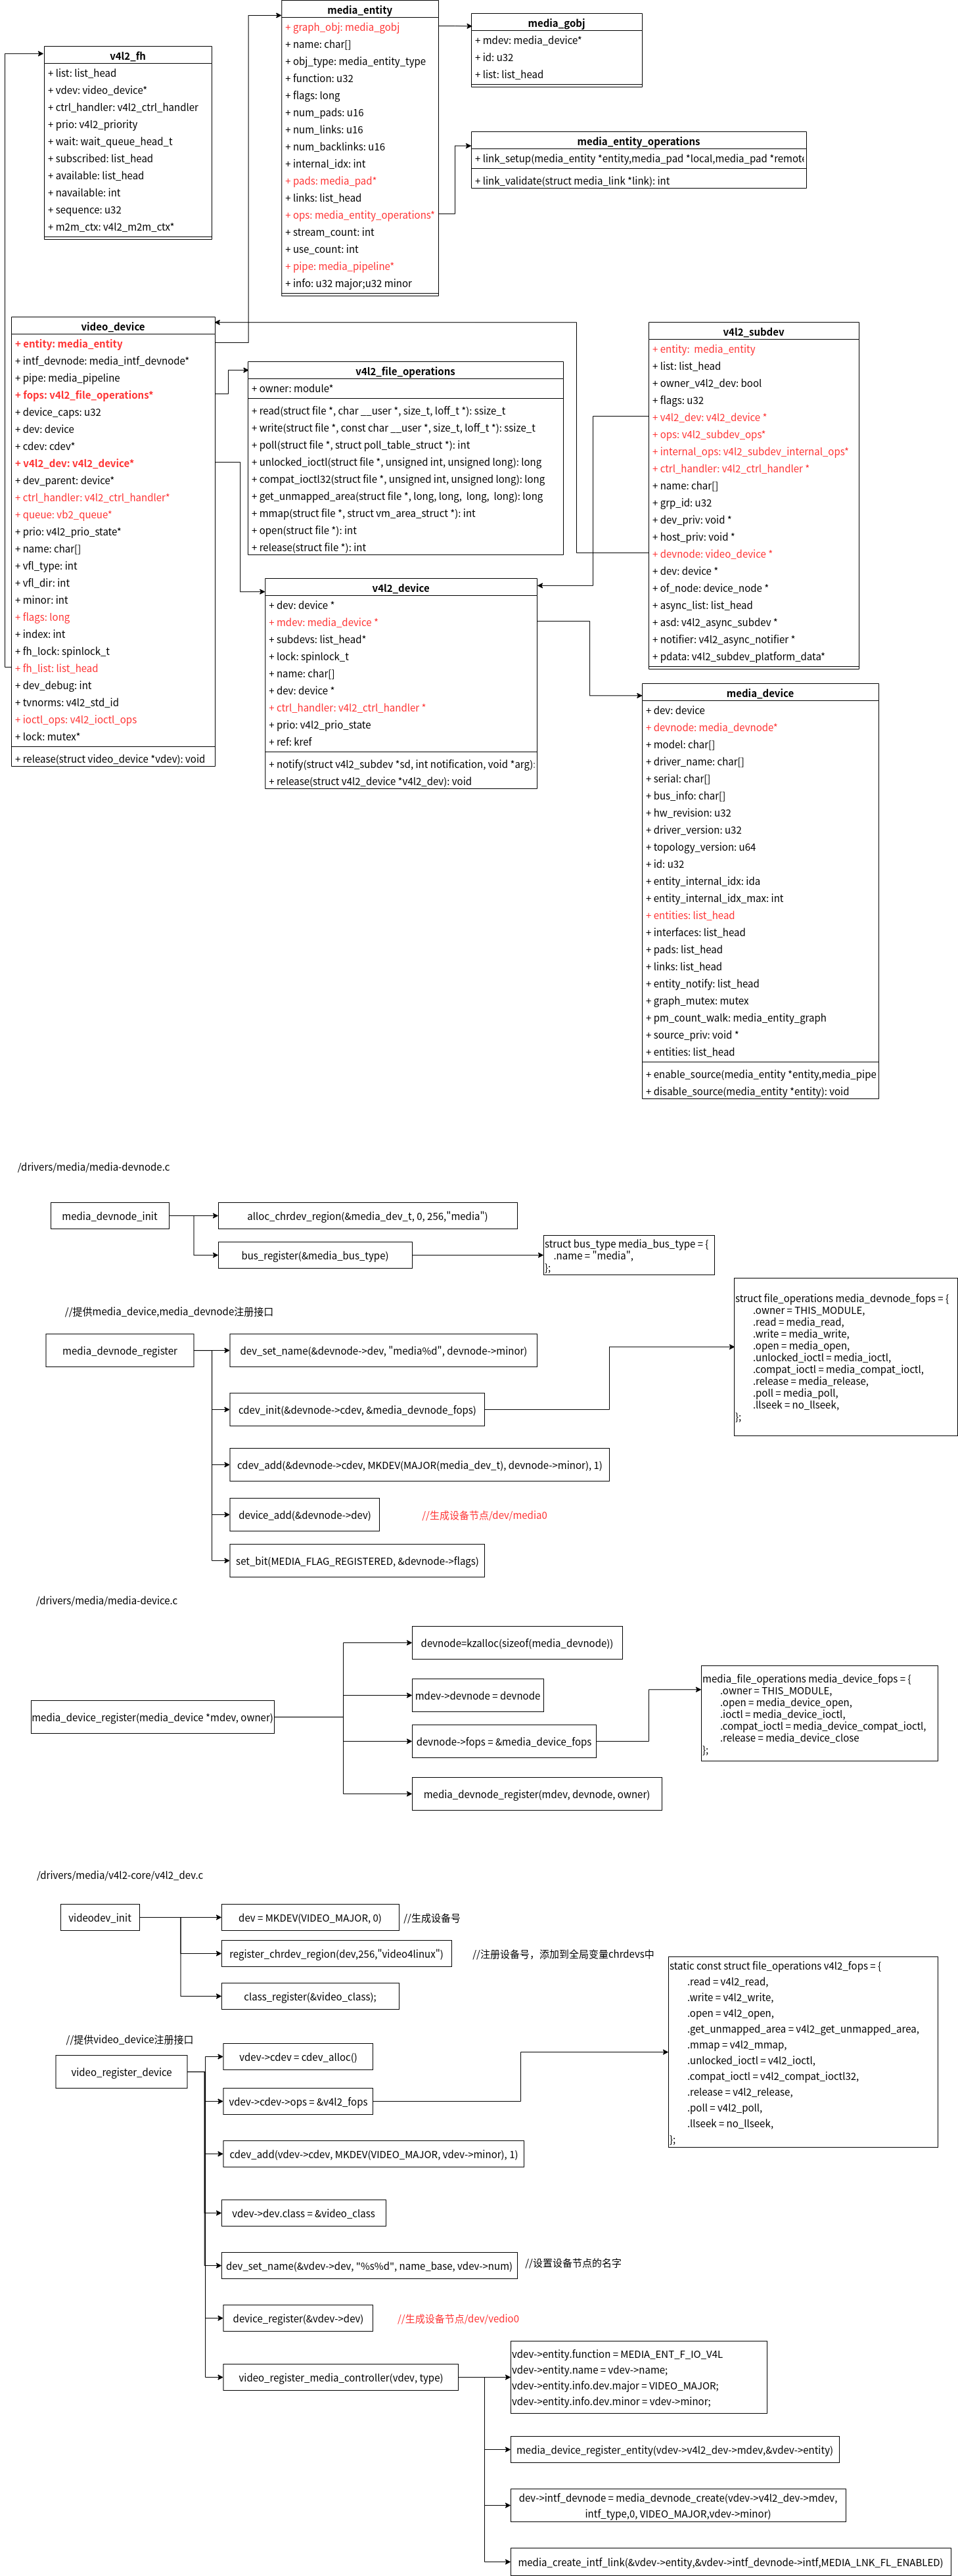 media_entity
+ graph_obj: media_gobj
+ name: char[]
+ obj_type: media_entity_type
+ function: u32
+ flags: long
+ num_pads: u16
+ num_links: u16
+ num_backlinks: u16
+ internal_idx: int
+ pads: media_pad*
+ links: list_head
+ ops: media_entity_operations*
+ stream_count: int
+ use_count: int
+ pipe: media_pipeline*
+ info: u32 major;u32 minor
media_gobj
+ mdev: media_device*
+ id: u32
+ list: list_head
v4l2_fh
+ list: list_head
+ vdev: video_device*
+ ctrl_handler: v4l2_ctrl_handler
+ prio: v4l2_priority
+ wait: wait_queue_head_t
+ subscribed: list_head
+ available: list_head
+ navailable: int
+ sequence: u32
+ m2m_ctx: v4l2_m2m_ctx*
media_entity_operations
+ link_setup(media_entity *entity,media_pad *local,media_pad *remote
+ link_validate(struct media_link *link): int
video_device
+ entity: media_entity
+ intf_devnode: media_intf_devnode*
+ pipe: media_pipeline
+ fops: v4l2_file_operations*
+ device_caps: u32
+ dev: device
+ cdev: cdev*
+ v4l2_dev: v4l2_device*
+ dev_parent: device*
+ ctrl_handler: v4l2_ctrl_handler*
+ queue: vb2_queue*
+ prio: v4l2_prio_state*
+ name: char[]
+ vfl_type: int
+ vfl_dir: int
+ minor: int
+ flags: long
+ index: int
+ fh_lock: spinlock_t
+ fh_list: list_head
+ dev_debug: int
+ tvnorms: v4l2_std_id
+ ioctl_ops: v4l2_ioctl_ops
+ lock: mutex*
+ release(struct video_device *vdev): void
v4l2_file_operations
+ owner: module*
+ read(struct file *, char __user *, size_t, loff_t *): ssize_t
+ write(struct file *, const char __user *, size_t, loff_t *): ssize_t
+ poll(struct file *, struct poll_table_struct *): int
+ unlocked_ioctl(struct file *, unsigned int, unsigned long): long
+ compat_ioctl32(struct file *, unsigned int, unsigned long): long
+ get_unmapped_area(struct file *, long, long, long, long): long
+ mmap(struct file *, struct vm_area_struct *): int
+ open(struct file *): int
+ release(struct file *): int
v4l2_subdev
+ entity: media_entity
+ list: list_head
+ owner_v4l2_dev: bool
+ flags: u32
+ v4l2_dev: v4l2_device *
+ ops: v4l2_subdev_ops*
+ internal_ops: v4l2_subdev_internal_ops*
+ ctrl_handler: v4l2_ctrl_handler *
+ name: char[]
+ grp_id: u32
+ dev_priv: void *
+ host_priv: void *
+ devnode: video_device *
+ dev: device *
+ of_node: device_node *
+ async_list: list_head
+ asd: v4l2_async_subdev *
+ notifier: v4l2_async_notifier *
+ pdata: v4l2_subdev_platform_data*
v4l2_device
+ dev: device *
+ mdev: media_device *
+ subdevs: list_head*
+ lock: spinlock_t
+ name: char[]
+ dev: device *
+ ctrl_handler: v4l2_ctrl_handler *
+ prio: v4l2_prio_state
+ ref: kref
+ notify(struct v4l2_subdev *sd, int notification, void *arg):
+ release(struct v4l2_device *v4l2_dev): void
media_device
+ dev: device
+ devnode: media_devnode*
+ model: char[]
+ driver_name: char[]
+ serial: char[]
+ bus_info: char[]
+ hw_revision: u32
+ driver_version: u32
+ topology_version: u64
+ id: u32
+ entity_internal_idx: ida
+ entity_internal_idx_max: int
+ entities: list_head
+ interfaces: list_head
+ pads: list_head
+ links: list_head
+ entity_notify: list_head
+ graph_mutex: mutex
+ pm_count_walk: media_entity_graph
+ source_priv: void *
+ entities: list_head
+ enable_source(media_entity *entity,media_pipe
+ disable_source(media_entity *entity): void
/drivers/media/media-devnode.c
media_devnode_init
alloc_chrdev_region(&media_dev_t, 0, 256,"media")
bus_register(&media_bus_type)
struct bus_type media_bus_type = {
.name = "media",
};
//提供media_device,media_devnode注册接口
media_devnode_register
dev_set_name(&devnode->dev, "media%d", devnode->minor)
cdev_init(&devnode->cdev, &media_devnode_fops)
cdev_add(&devnode->cdev, MKDEV(MAJOR(media_dev_t), devnode->minor), 1)
device_add(&devnode->dev)
//生成设备节点/dev/media0
set_bit(MEDIA_FLAG_REGISTERED, &devnode->flags)
struct file_operations media_devnode_fops = {
.owner = THIS_MODULE,
.read = media_read,
.write = media_write,
.open = media_open,
.unlocked_ioctl = media_ioctl,
.compat_ioctl = media_compat_ioctl,
.release = media_release,
.poll = media_poll,
.llseek = no_llseek,
};
/drivers/media/media-device.c
media_device_register(media_device *mdev, owner)
devnode=kzalloc(sizeof(media_devnode))
mdev->devnode = devnode
devnode->fops = &media_device_fops
media_devnode_register(mdev, devnode, owner)
media_file_operations media_device_fops = {
.owner = THIS_MODULE,
.open = media_device_open,
.ioctl = media_device_ioctl,
.compat_ioctl = media_device_compat_ioctl,
.release = media_device_close
};
/drivers/media/v4l2-core/v4l2_dev.c
videodev_init
dev = MKDEV(VIDEO_MAJOR, 0)
//生成设备号
register_chrdev_region(dev,256,"video4linux")
//注册设备号，添加到全局变量chrdevs中
class_register(&video_class);
//提供video_device注册接口
video_register_device
vdev->cdev = cdev_alloc()
vdev->cdev->ops = &v4l2_fops
cdev_add(vdev->cdev, MKDEV(VIDEO_MAJOR, vdev->minor), 1)
vdev->dev.class = &video_class
dev_set_name(&vdev->dev, "%s%d", name_base, vdev->num)
//设置设备节点的名字
device_register(&vdev->dev)
//生成设备节点/dev/vedio0
video_register_media_controller(vdev, type)
static const struct file_operations v4l2_fops = {
.read = v4l2_read,
.write = v4l2_write,
.open = v4l2_open,
.get_unmapped_area = v4l2_get_unmapped_area,
.mmap = v4l2_mmap,
.unlocked_ioctl = v4l2_ioctl,
.compat_ioctl = v4l2_compat_ioctl32,
.release = v4l2_release,
.poll = v4l2_poll,
.llseek = no_llseek,
};
vdev->entity.function = MEDIA_ENT_F_IO_V4L
vdev->entity.name = vdev->name;
vdev->entity.info.dev.major = VIDEO_MAJOR;
vdev->entity.info.dev.minor = vdev->minor;
media_device_register_entity(vdev->v4l2_dev->mdev,&vdev->entity)
dev->intf_devnode = media_devnode_create(vdev->v4l2_dev->mdev,
intf_type,0, VIDEO_MAJOR,vdev->minor)
media_create_intf_link(&vdev->entity,&vdev->intf_devnode->intf,MEDIA_LNK_FL_ENABLED)